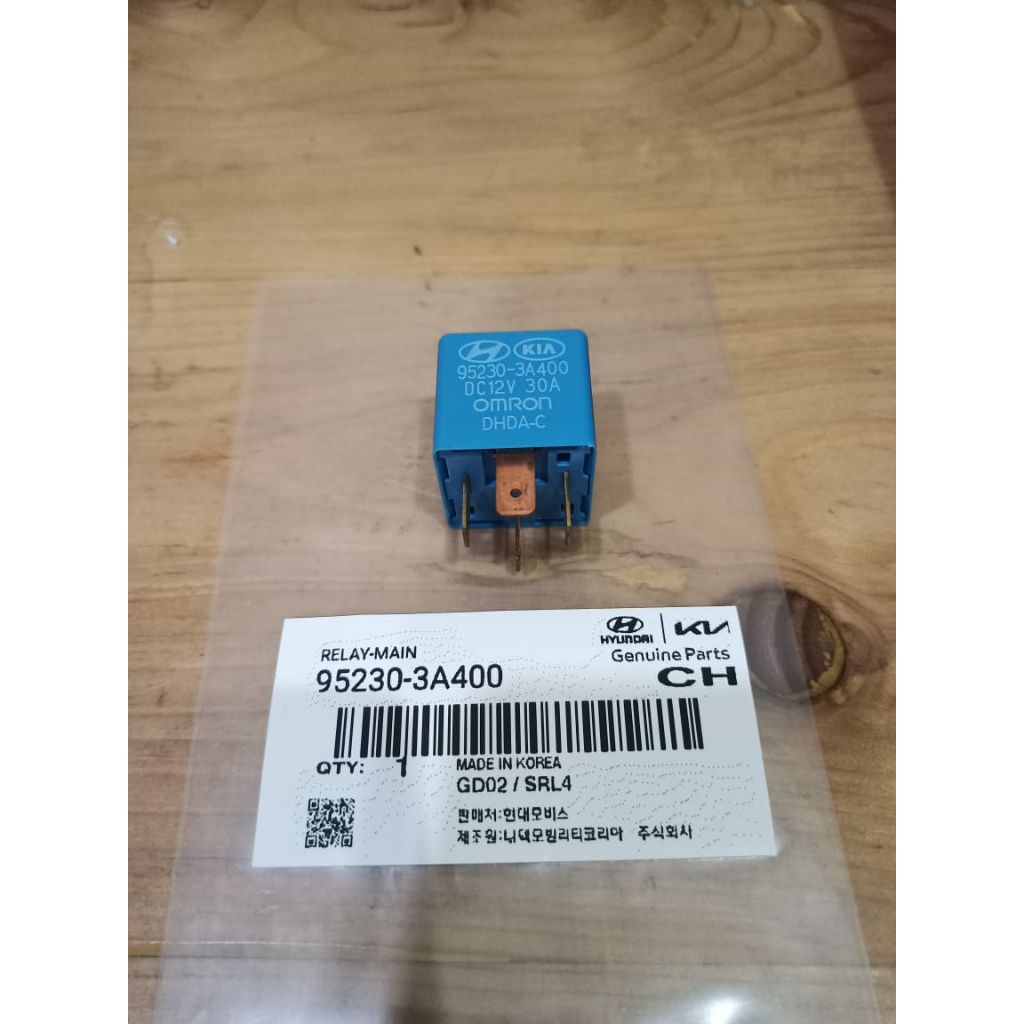 HYUNDAI
KIA
95230-3A400
DC12V 30A
OMRON
DHDA-C
HYUNDAI KIA
Genuine Parts
RELAY-MAIN
95230-3A400
CH
QTY: 1
MADE IN KOREA
GD02 / SRL4
판매처:현대모비스
제조원:니덱모빌리티코리아 주식회사